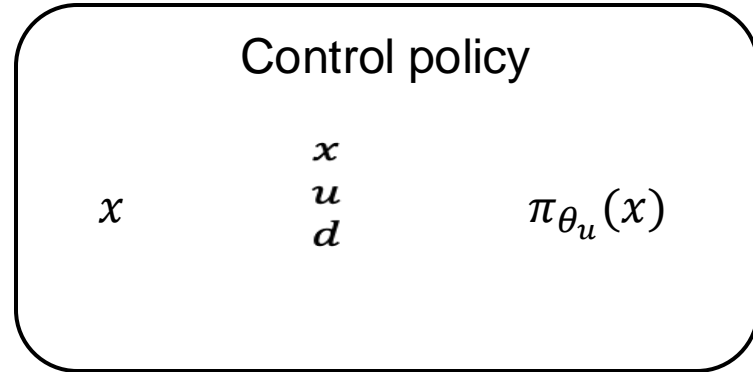 Control policy
x
x
u
d
π_{θ_u}(x)